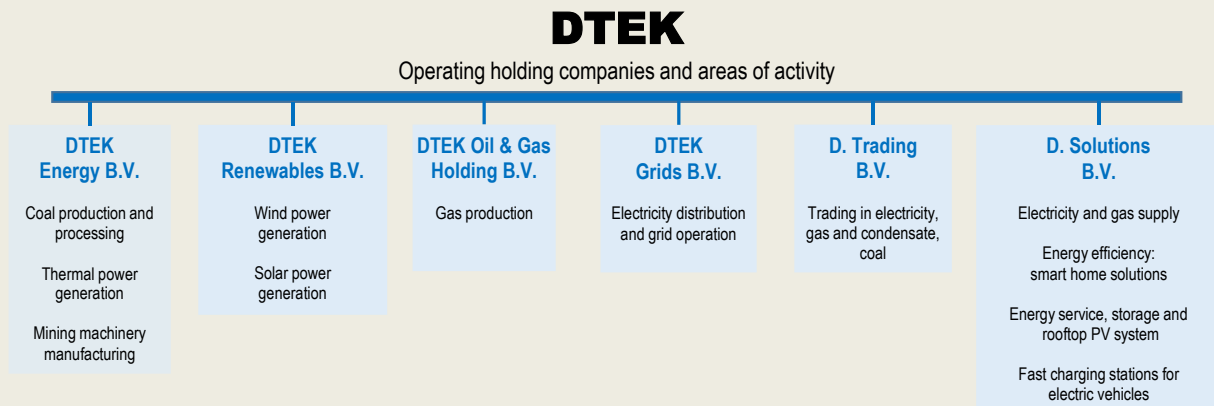 DTEK
Operating holding companies and areas of activity
DTEK
Energy B.V.
Coal production and
processing
Thermal power
generation
Mining machinery
manufacturing
DTEK
Renewables B.V.
Wind power
generation
Solar power
generation
DTEK Oil & Gas
Holding B.V.
Gas production
DTEK
Grids B.V.
Electricity distribution
and grid operation
D. Trading
B.V.
Trading in electricity,
gas and condensate,
coal
D. Solutions
B.V.
Electricity and gas supply
Energy efficiency:
smart home solutions
Energy service, storage and
rooftop PV system
Fast charging stations for
electric vehicles